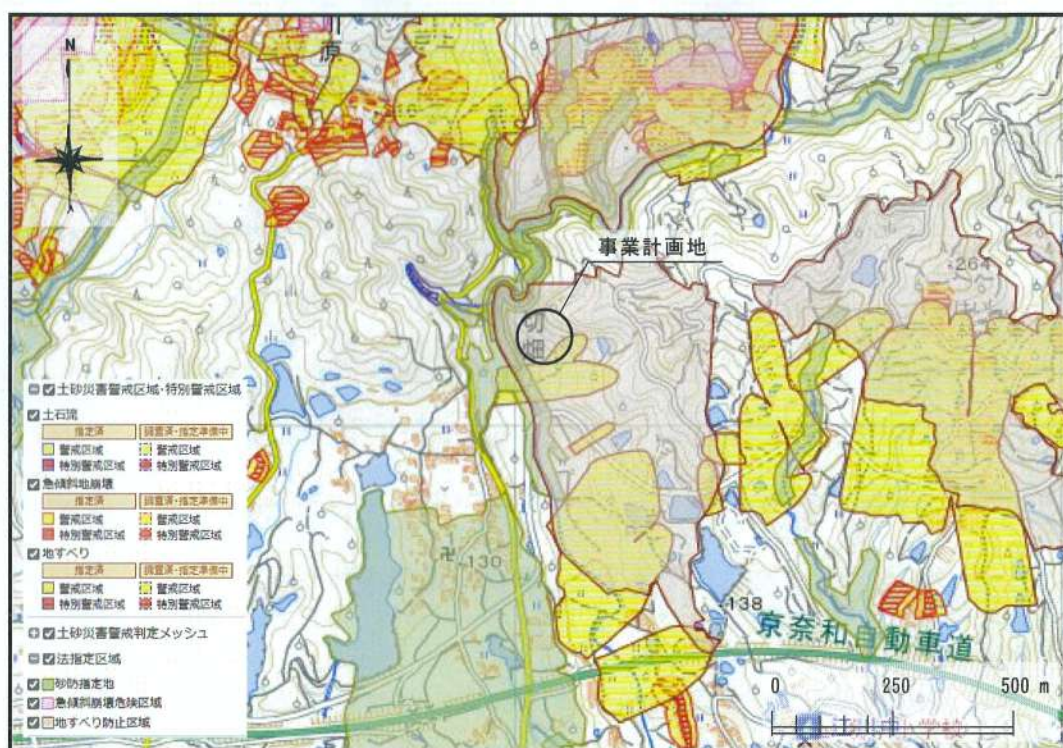 N
原
事業計画地
切畑
264
130
138
京奈和自動車道
0 250 500 m
土砂災害警戒区域・特別警戒区域
土石流
指定済 調査済・指定準備中
警戒区域 警戒区域
特別警戒区域 特別警戒区域
急傾斜地崩壊
指定済 調査済・指定準備中
警戒区域 警戒区域
特別警戒区域 特別警戒区域
地すべり
指定済 調査済・指定準備中
警戒区域 警戒区域
特別警戒区域 特別警戒区域
土砂災害警戒判定メッシュ
法指定区域
砂防指定地
急傾斜崩壊危険区域
地すべり防止区域